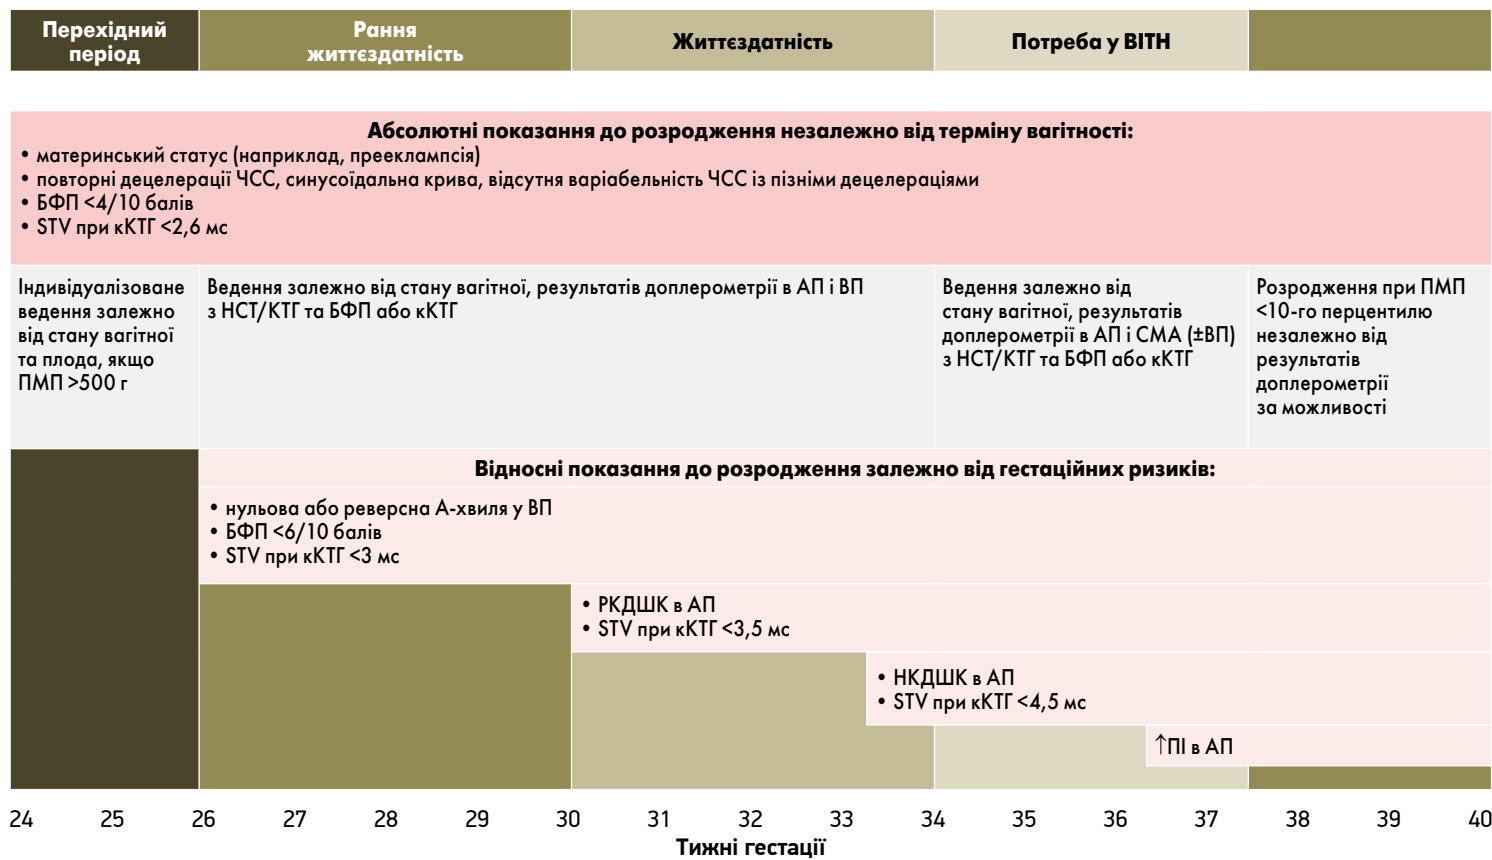 Перехідний
період
Рання
життєздатність
Життєздатність
Потреба у ВІТН
Абсолютні показання до розродження незалежно від терміну вагітності:
• материнський статус (наприклад, прееклампсія)
• повторні децелерації ЧСС, синусоїдальна крива, відсутня варіабельність ЧСС із пізніми децелераціями
• БФП <4/10 балів
• STV при кКТГ <2,6 мс
Індивідуалізоване
ведення залежно
від стану вагітної
та плода, якщо
ПМП >500 г
Ведення залежно від стану вагітної, результатів доплерометрії в АП і ВП
з НСТ/КТГ та БФП або кКТГ
Ведення залежно від
стану вагітної, результатів
доплерометрії в АП і СМА (±ВП)
з НСТ/КТГ та БФП або кКТГ
Розродження при ПМП
<10-го перцентилю
незалежно від
результатів
доплерометрії
за можливості
Відносні показання до розродження залежно від гестаційних ризиків:
• нульова або реверсна А-хвиля у ВП
• БФП <6/10 балів
• STV при кКТГ <3 мс
• РКДШК в АП
• STV при кКТГ <3,5 мс
• НКДШК в АП
• STV при кКТГ <4,5 мс
↑ПІ в АП
24 25 26 27 28 29 30 31 32 33 34 35 36 37 38 39 40
Тижні гестації